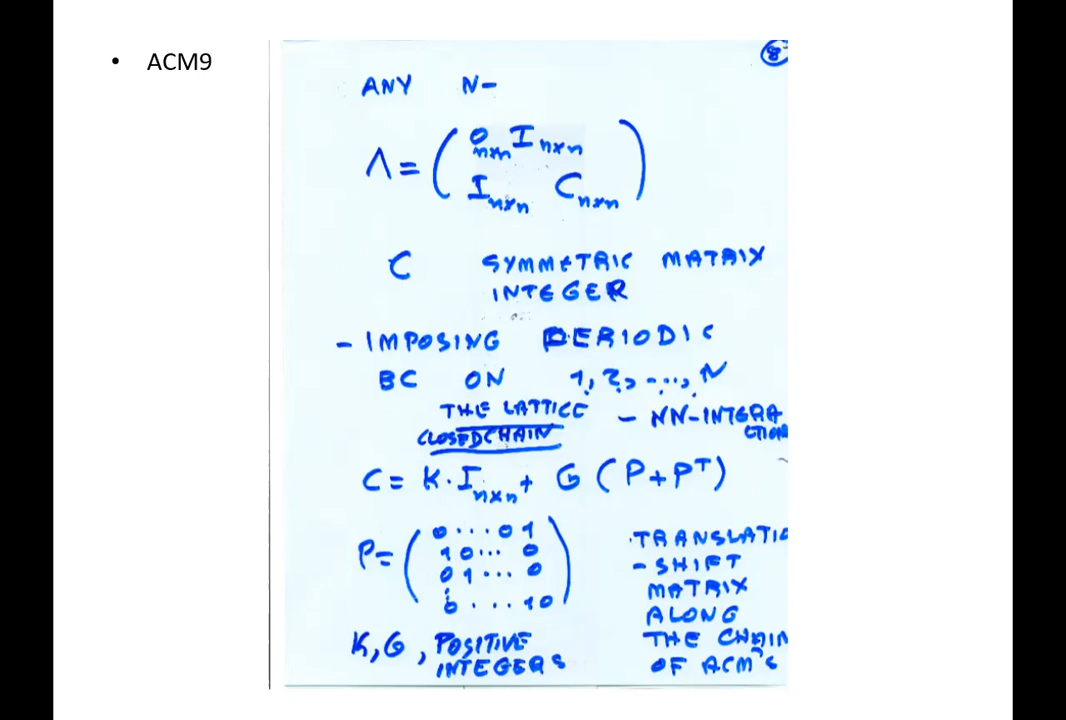 • ACM9
8
ANY N-
Λ = ( 0nxn Inxn
Inxn Cnxn )
C SYMMETRIC MATRIX
INTEGER
- IMPOSING PERIODIC
BC ON 1, 2, ..., N
THE LATTICE - NN-INTERA
CLOSED CHAIN CTION
C = K·Inxn + G (P+Pᵀ)
P = ( 0 ... 0 1
1 0 ... 0
0 1 ... 0
⋮
0 ... 1 0 )
·TRANSLATIO
- SHIFT
MATRIX
ALONG
THE CHAIN
OF ACM'S
K, G, POSITIVE
INTEGERS